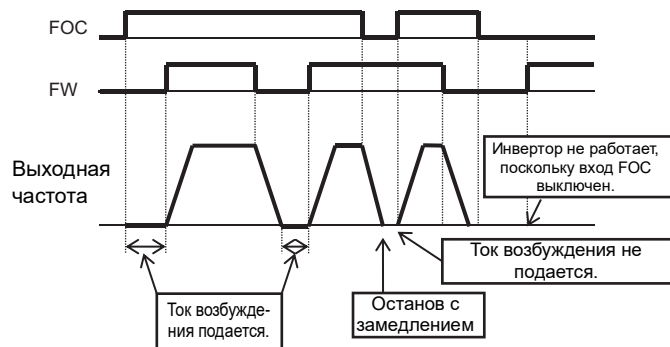 FOC
FW
Выходная
частота
Инвертор не работает,
поскольку вход FOC
выключен.
Ток возбуждения не
подается.
Ток возбужде-
ния подается.
Останов с
замедлением